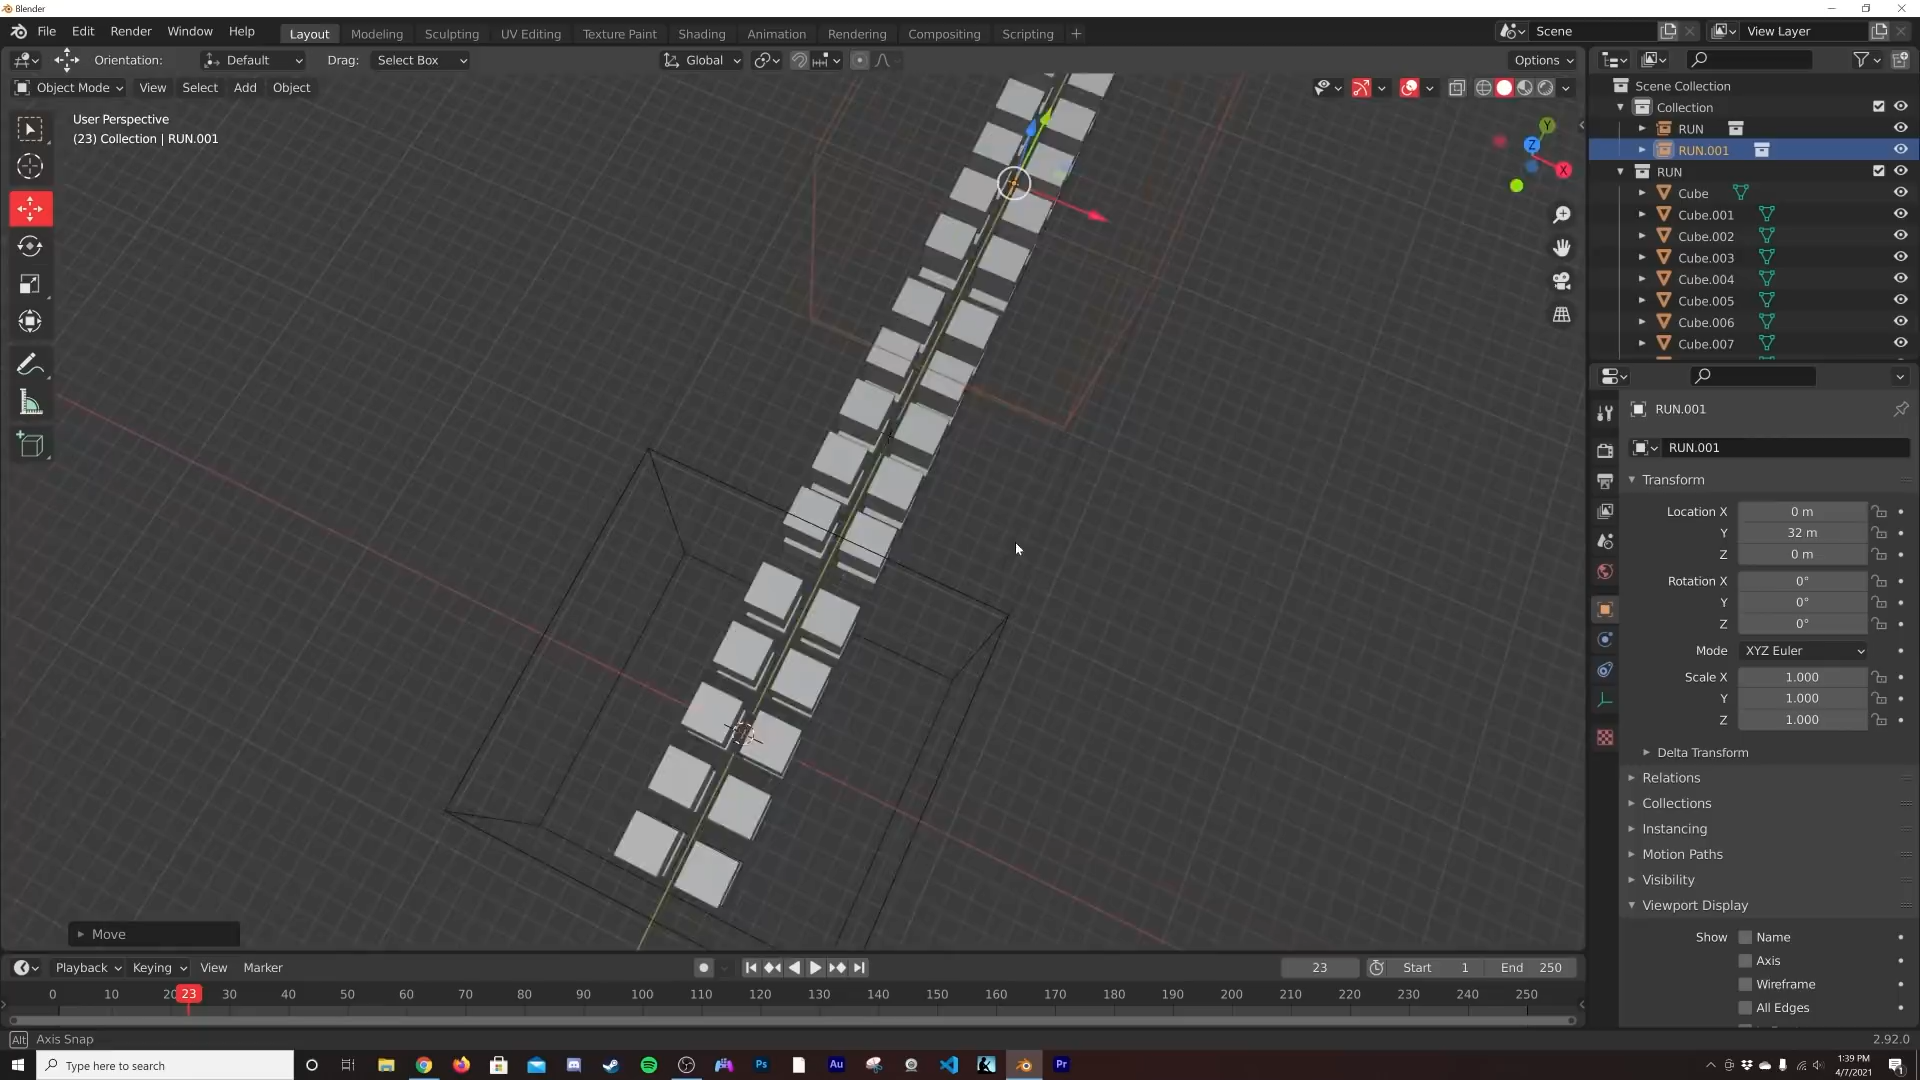 Blender
File Edit Render Window Help
Layout Modeling Sculpting UV Editing Texture Paint Shading Animation Rendering Compositing Scripting +
Scene
View Layer
Orientation: Default Drag: Select Box
Global
Options
Object Mode View Select Add Object
User Perspective
(23) Collection | RUN.001
Y
Z
X
Scene Collection
Collection
RUN
RUN.001
RUN
Cube
Cube.001
Cube.002
Cube.003
Cube.004
Cube.005
Cube.006
Cube.007
RUN.001
RUN.001
Transform
Location X 0 m
Y 32 m
Z 0 m
Rotation X 0°
Y 0°
Z 0°
Mode XYZ Euler
Scale X 1.000
Y 1.000
Z 1.000
Delta Transform
Relations
Collections
Instancing
Motion Paths
Visibility
Viewport Display
Show Name
Axis
Wireframe
All Edges
Move
Playback Keying View Marker
23 Start 1 End 250
0 10 20 23 30 40 50 60 70 80 90 100 110 120 130 140 150 160 170 180 190 200 210 220 230 240 250
Alt Axis Snap
2.92.0
Type here to search
Ps
Au
Pr
1:39 PM
4/7/2021